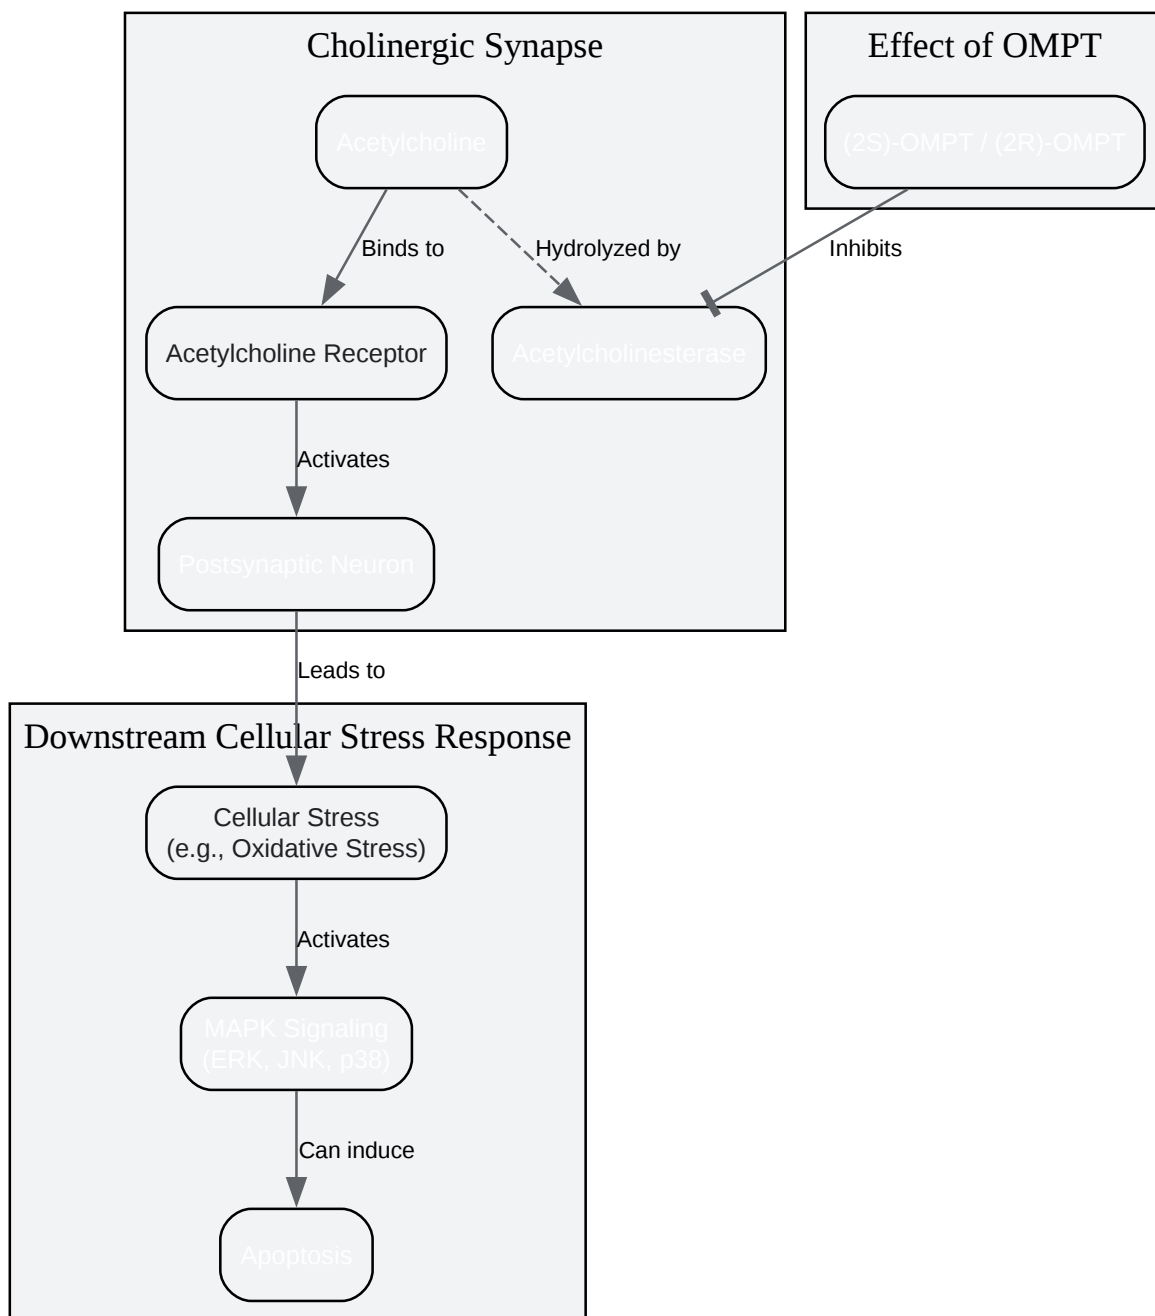 Cholinergic Synapse
Effect of OMPT
Acetylcholine
(2S)-OMPT / (2R)-OMPT
Binds to
Hydrolyzed by
Inhibits
Acetylcholine Receptor
Acetylcholinesterase
Activates
Postsynaptic Neuron
Leads to
Downstream Cellular Stress Response
Cellular Stress
(e.g., Oxidative Stress)
Activates
MAPK Signaling
(ERK, JNK, p38)
Can induce
Apoptosis